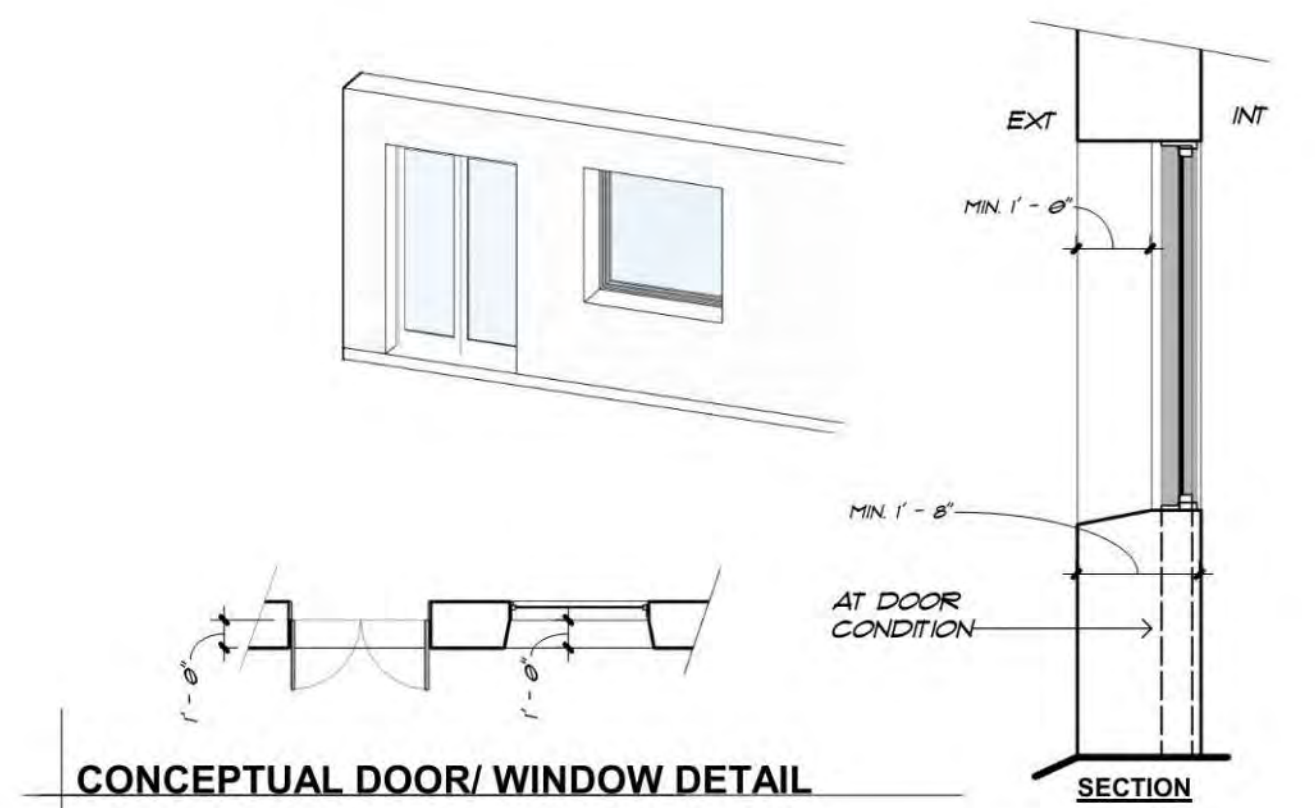 EXT
INT
MIN. 1' - 0"
MIN. 1' - 8"
AT DOOR
CONDITION
1' - 0"
1' - 0"
CONCEPTUAL DOOR/ WINDOW DETAIL
SECTION